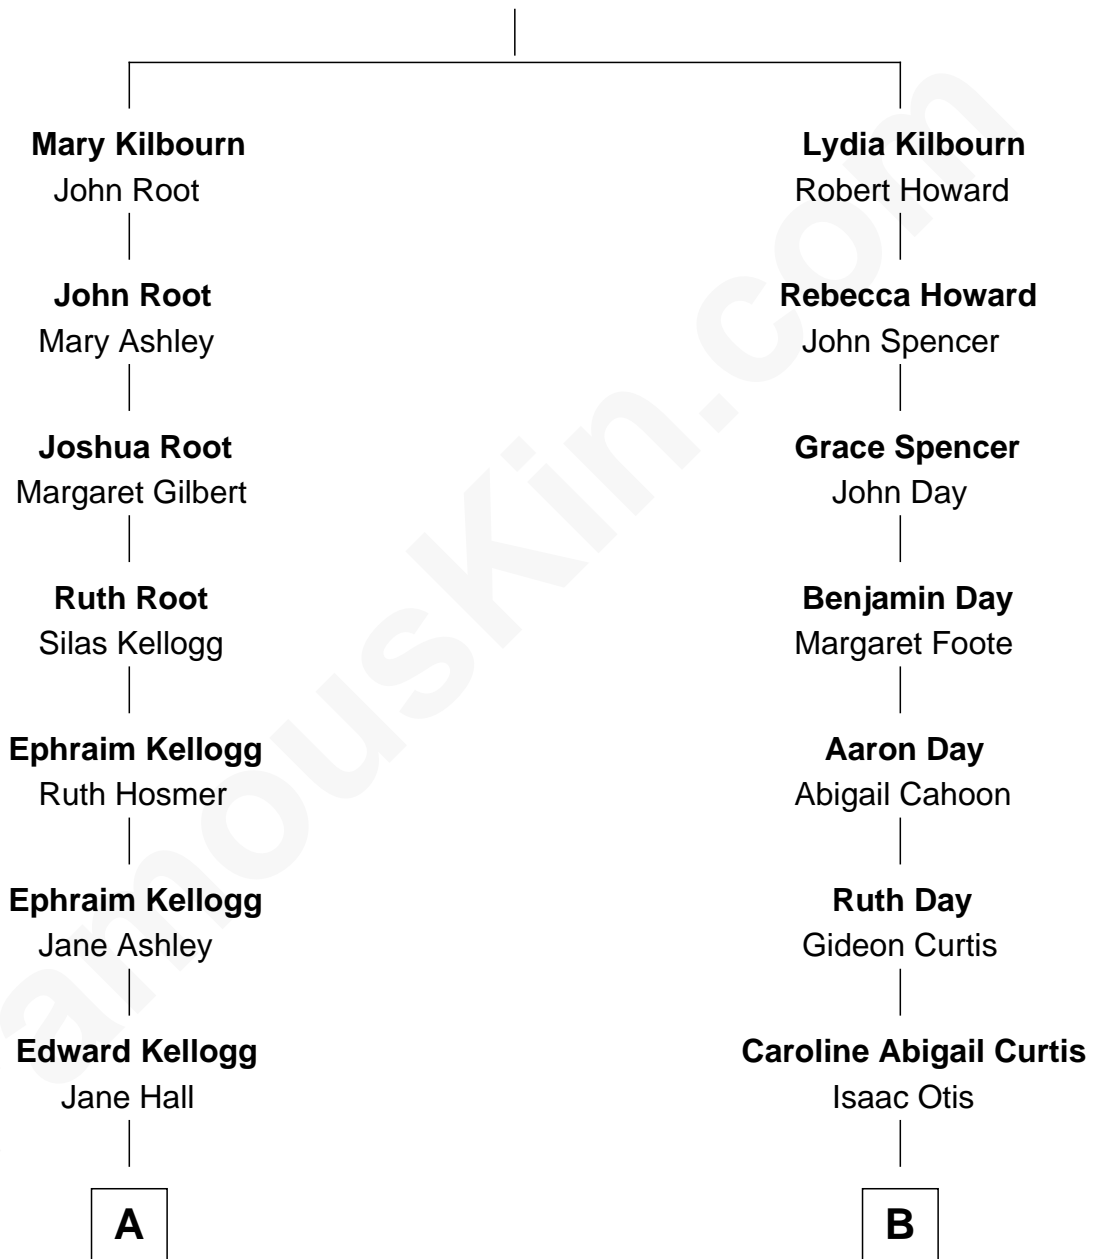 Mary Kilbourn
John Root
Lydia Kilbourn
Robert Howard
John Root
Mary Ashley
Rebecca Howard
John Spencer
Joshua Root
Margaret Gilbert
Grace Spencer
John Day
Ruth Root
Silas Kellogg
Benjamin Day
Margaret Foote
Ephraim Kellogg
Ruth Hosmer
Aaron Day
Abigail Cahoon
Ephraim Kellogg
Jane Ashley
Ruth Day
Gideon Curtis
Edward Kellogg
Jane Hall
Caroline Abigail Curtis
Isaac Otis
A
B
amousKin.com